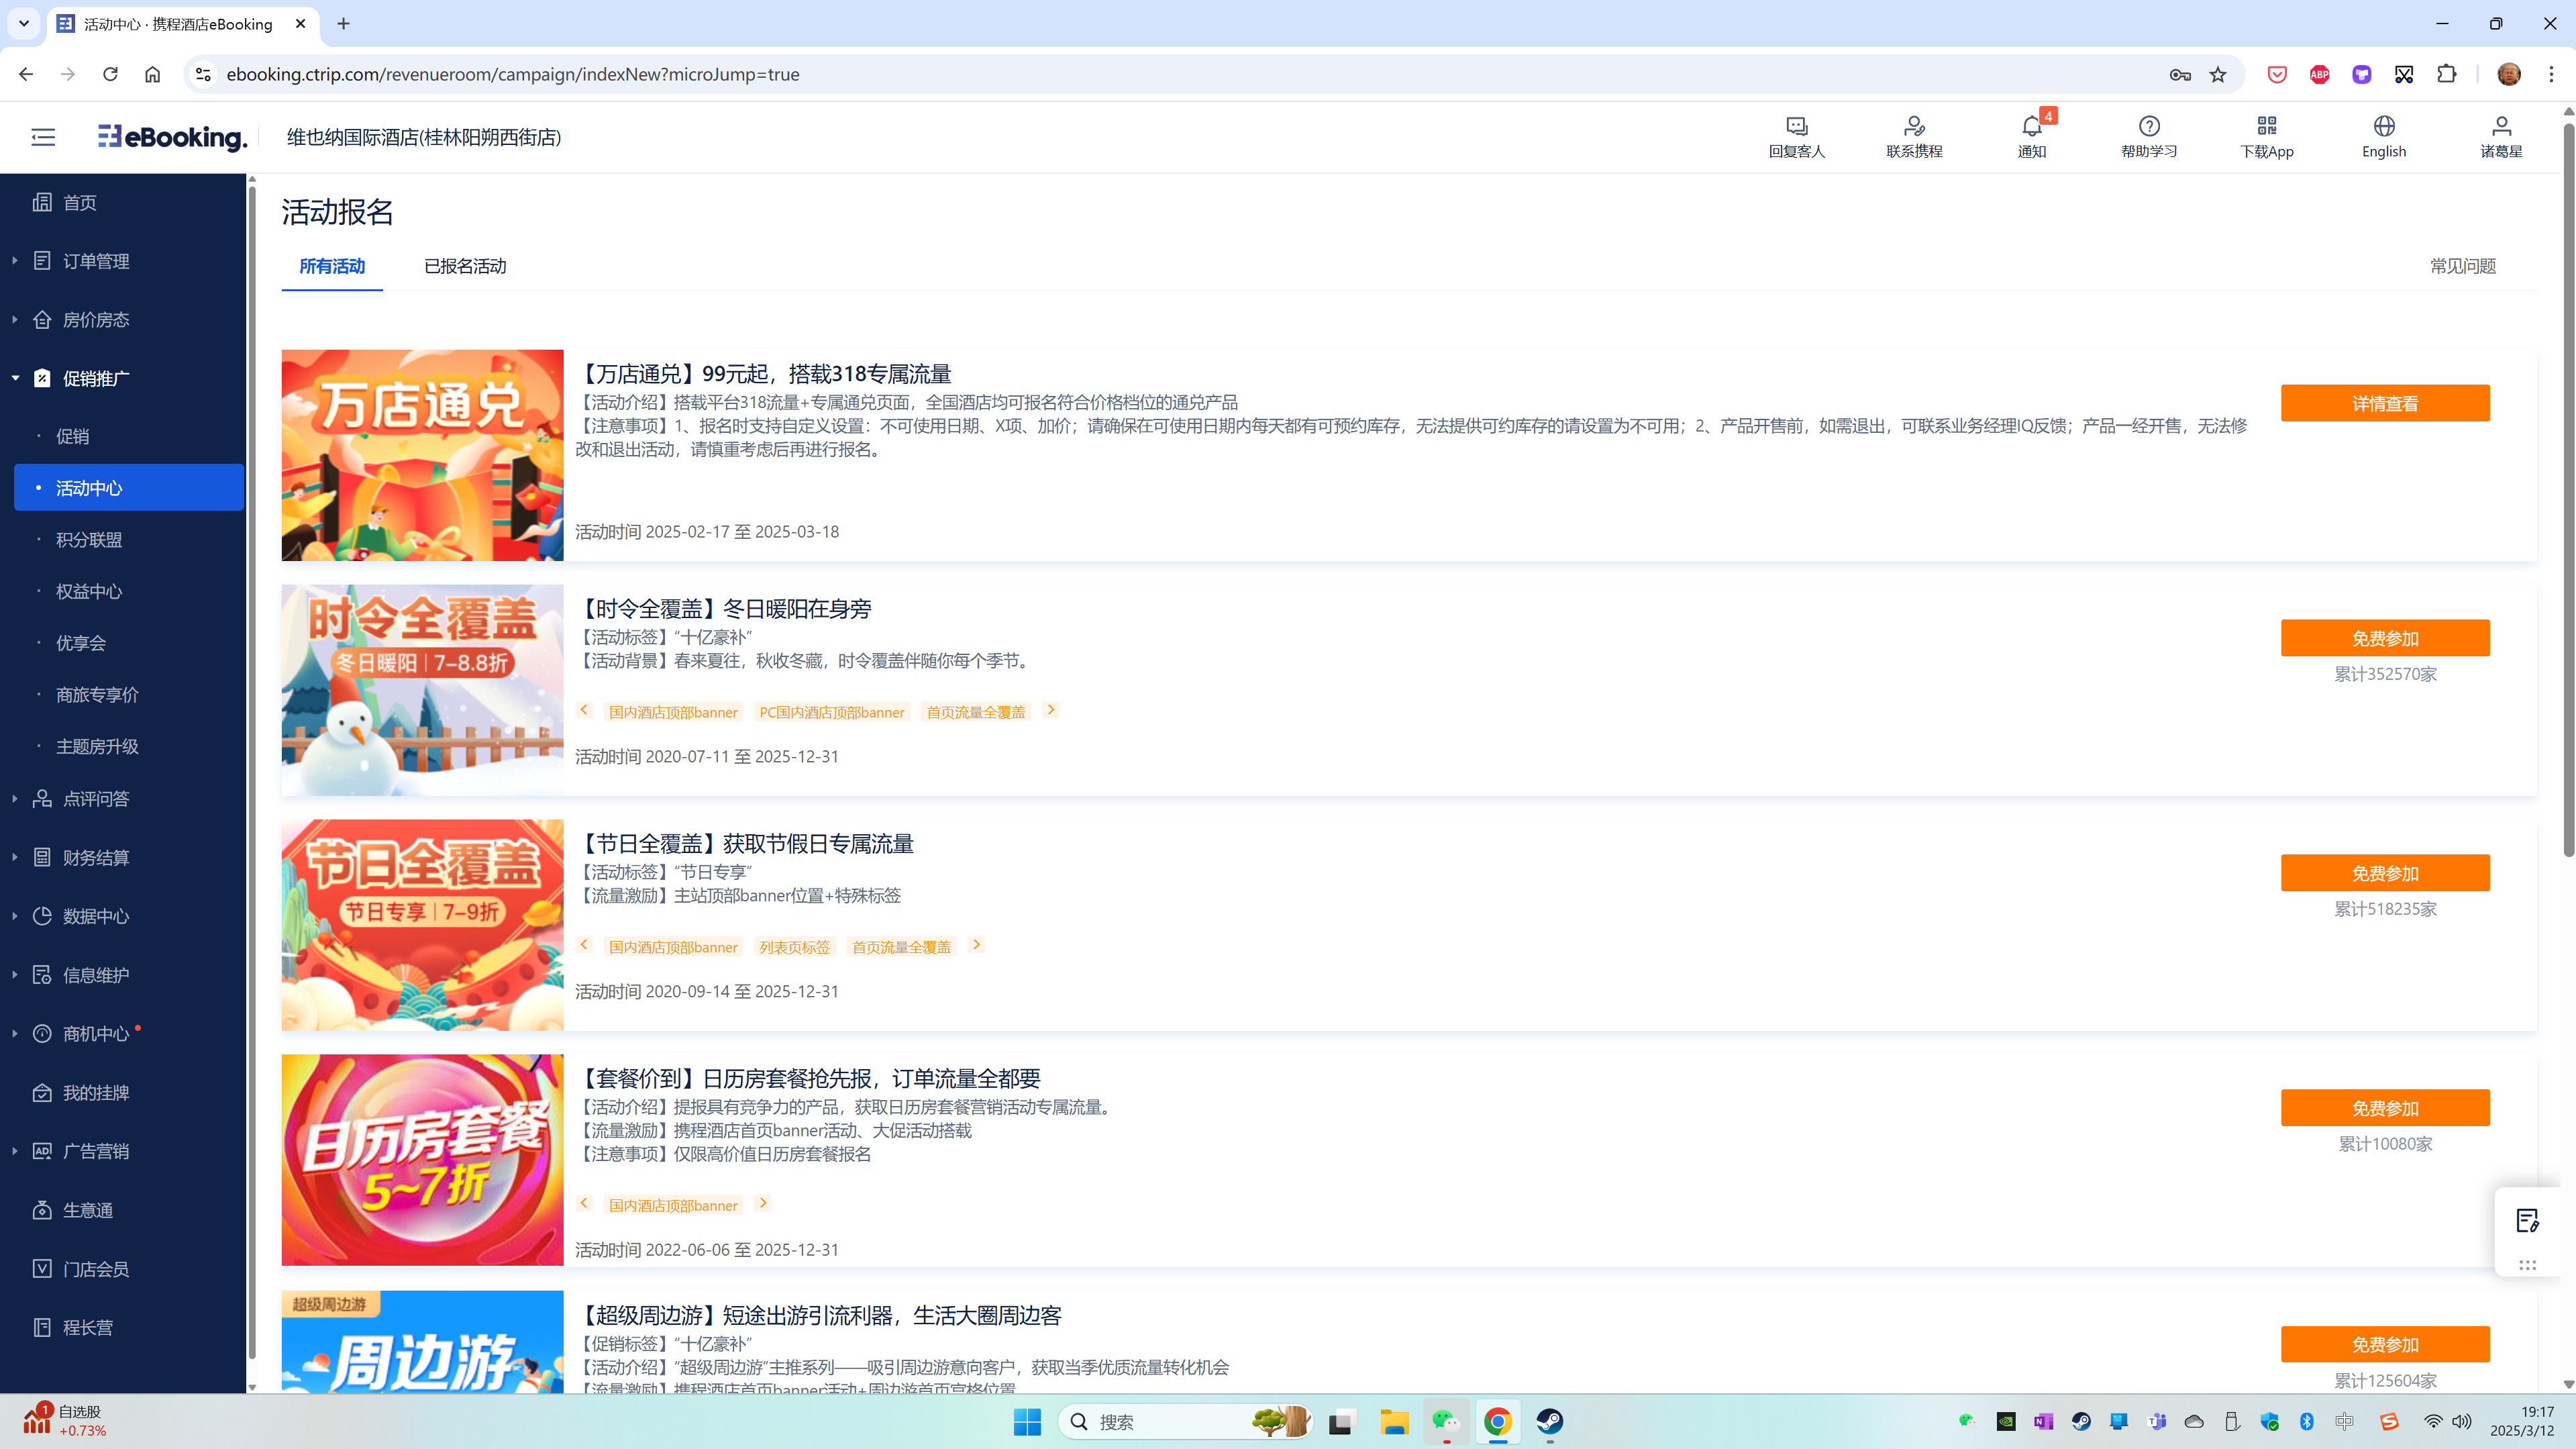 活动中心 · 携程酒店eBooking
ebooking.ctrip.com/revenueroom/campaign/indexNew?microJump=true
ABP
eBooking.
维也纳国际酒店(桂林阳朔西街店)
回复客人
联系携程
4
通知
帮助学习
下载App
English
诸葛星
首页
订单管理
房价房态
促销推广
促销
活动中心
积分联盟
权益中心
优享会
商旅专享价
主题房升级
点评问答
财务结算
数据中心
信息维护
商机中心
我的挂牌
AD 广告营销
生意通
门店会员
程长营
活动报名
所有活动
已报名活动
常见问题
万店通兑
【万店通兑】99元起，搭载318专属流量
【活动介绍】搭载平台318流量+专属通兑页面，全国酒店均可报名符合价格档位的通兑产品
【注意事项】1、报名时支持自定义设置：不可使用日期、X项、加价；请确保在可使用日期内每天都有可预约库存，无法提供可约库存的请设置为不可用；2、产品开售前，如需退出，可联系业务经理IQ反馈；产品一经开售，无法修
改和退出活动，请慎重考虑后再进行报名。
活动时间 2025-02-17 至 2025-03-18
详情查看
时令全覆盖
冬日暖阳｜7-8.8折
【时令全覆盖】冬日暖阳在身旁
【活动标签】“十亿豪补”
【活动背景】春来夏往，秋收冬藏，时令覆盖伴随你每个季节。
国内酒店顶部banner PC国内酒店顶部banner 首页流量全覆盖
活动时间 2020-07-11 至 2025-12-31
免费参加
累计352570家
节日全覆盖
节日专享｜7-9折
【节日全覆盖】获取节假日专属流量
【活动标签】“节日专享”
【流量激励】主站顶部banner位置+特殊标签
国内酒店顶部banner 列表页标签 首页流量全覆盖
活动时间 2020-09-14 至 2025-12-31
免费参加
累计518235家
日历房套餐
5~7折
【套餐价到】日历房套餐抢先报，订单流量全都要
【活动介绍】提报具有竞争力的产品，获取日历房套餐营销活动专属流量。
【流量激励】携程酒店首页banner活动、大促活动搭载
【注意事项】仅限高价值日历房套餐报名
国内酒店顶部banner
活动时间 2022-06-06 至 2025-12-31
免费参加
累计10080家
超级周边游
周边游
【超级周边游】短途出游引流利器，生活大圈周边客
【促销标签】“十亿豪补”
【活动介绍】“超级周边游”主推系列——吸引周边游意向客户，获取当季优质流量转化机会
【流量激励】携程酒店首页banner活动+周边游首页宫格位置
免费参加
累计125604家
1
自选股
+0.73%
搜索
中
19:17
2025/3/12